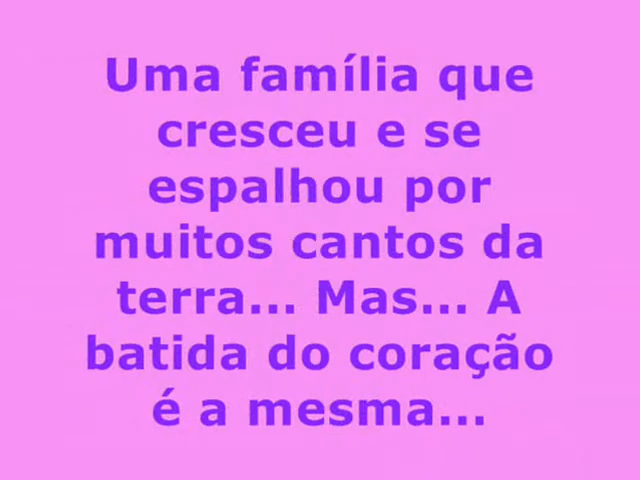 Uma família que
cresceu e se
espalhou por
muitos cantos da
terra... Mas... A
batida do coração
é a mesma...